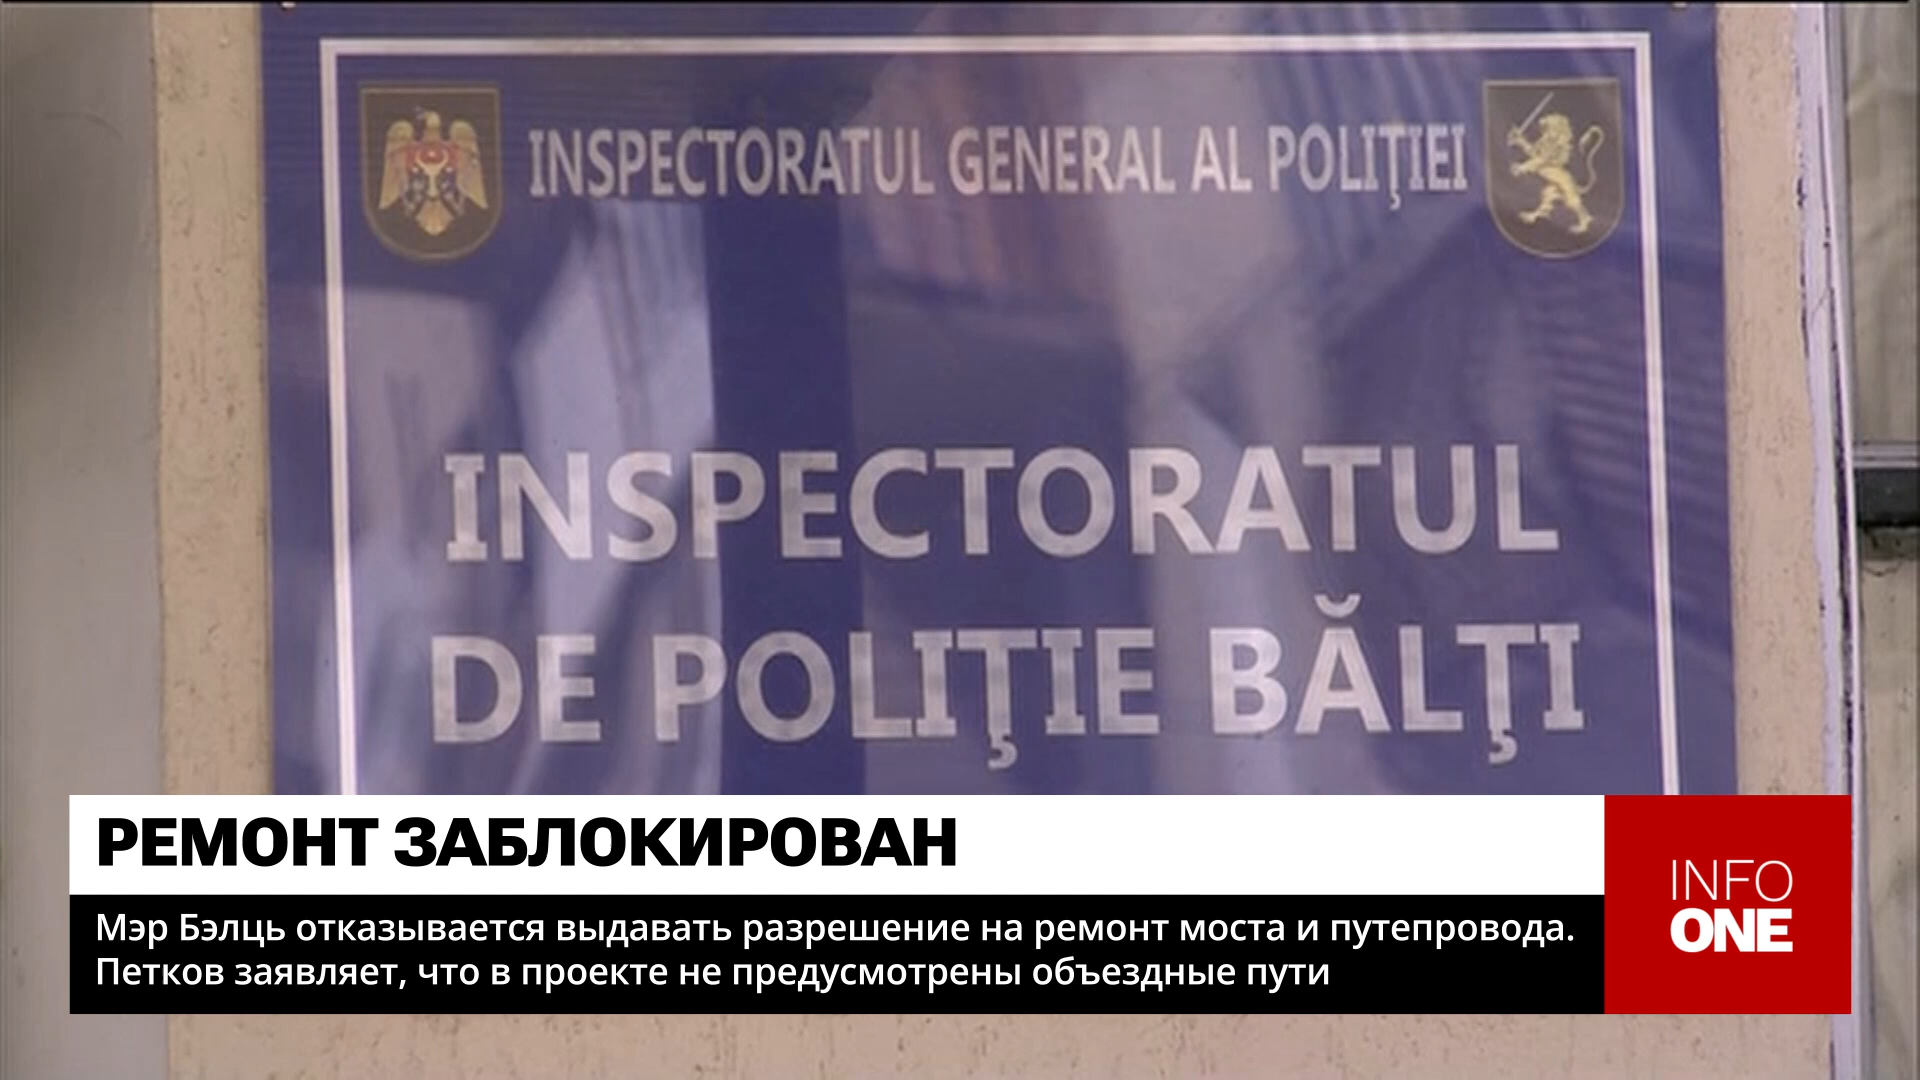 INSPECTORATUL GENERAL AL POLIŢIEI
INSPECTORATUL
DE POLIŢIE BĂLŢI
РЕМОНТ ЗАБЛОКИРОВАН
Мэр Бэлць отказывается выдавать разрешение на ремонт моста и путепровода.
Петков заявляет, что в проекте не предусмотрены объездные пути
INFO
ONE